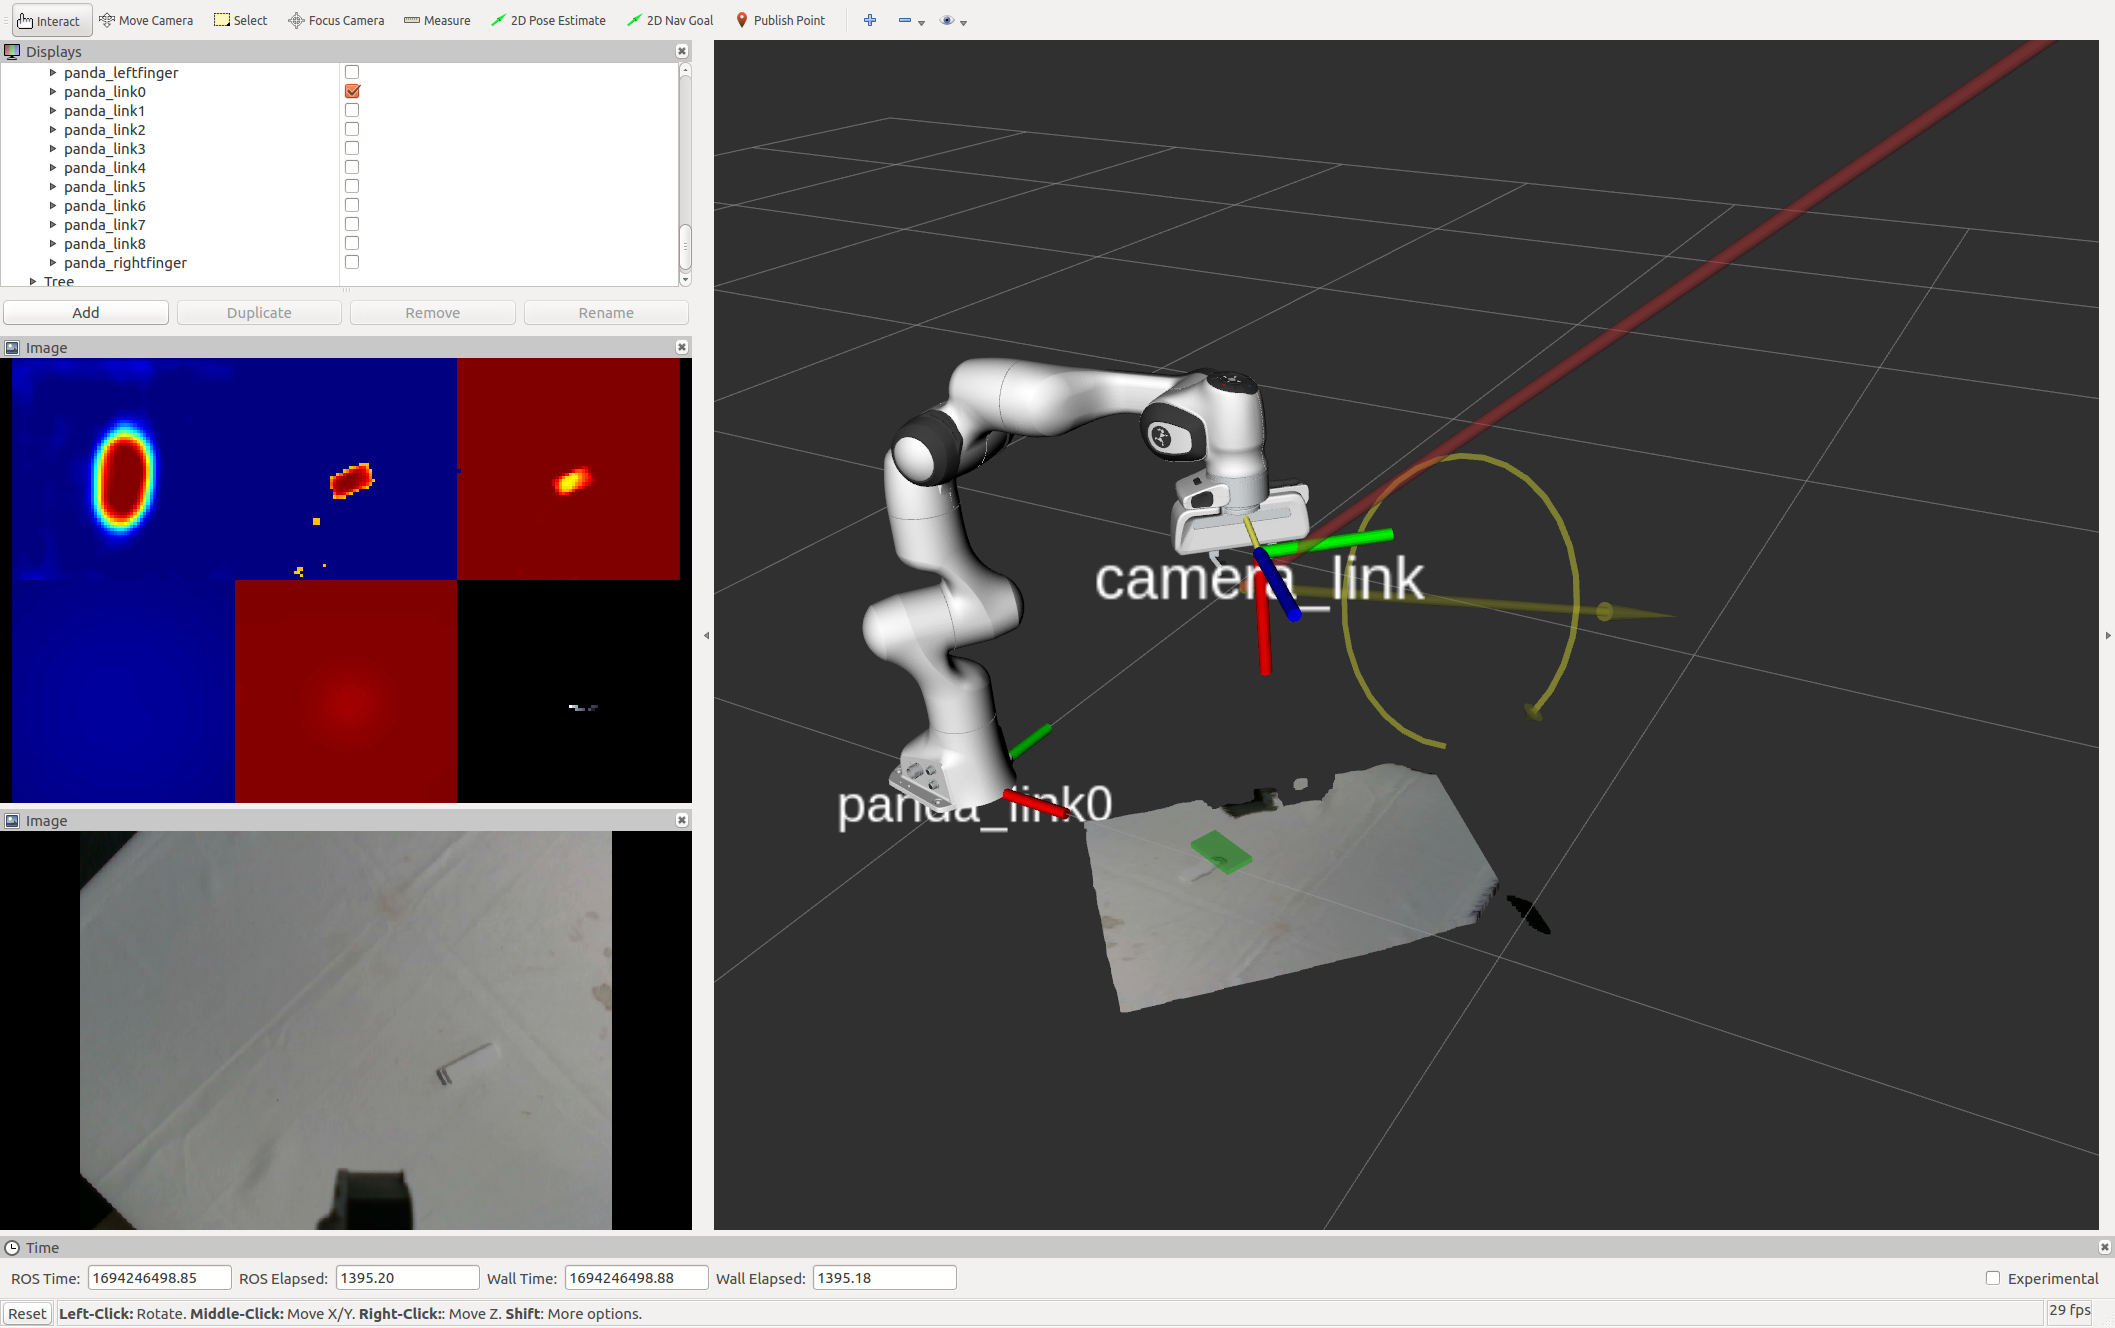 Interact Move Camera Select Focus Camera Measure 2D Pose Estimate 2D Nav Goal Publish Point
Displays
panda_leftfinger
panda_link0
panda_link1
panda_link2
panda_link3
panda_link4
panda_link5
panda_link6
panda_link7
panda_link8
panda_rightfinger
Tree
Add Duplicate Remove Rename
Image
Image
camera_link
panda_link0
Time
ROS Time: 1694246498.85 ROS Elapsed: 1395.20 Wall Time: 1694246498.88 Wall Elapsed: 1395.18 Experimental
Reset Left-Click: Rotate. Middle-Click: Move X/Y. Right-Click:: Move Z. Shift: More options. 29 fps